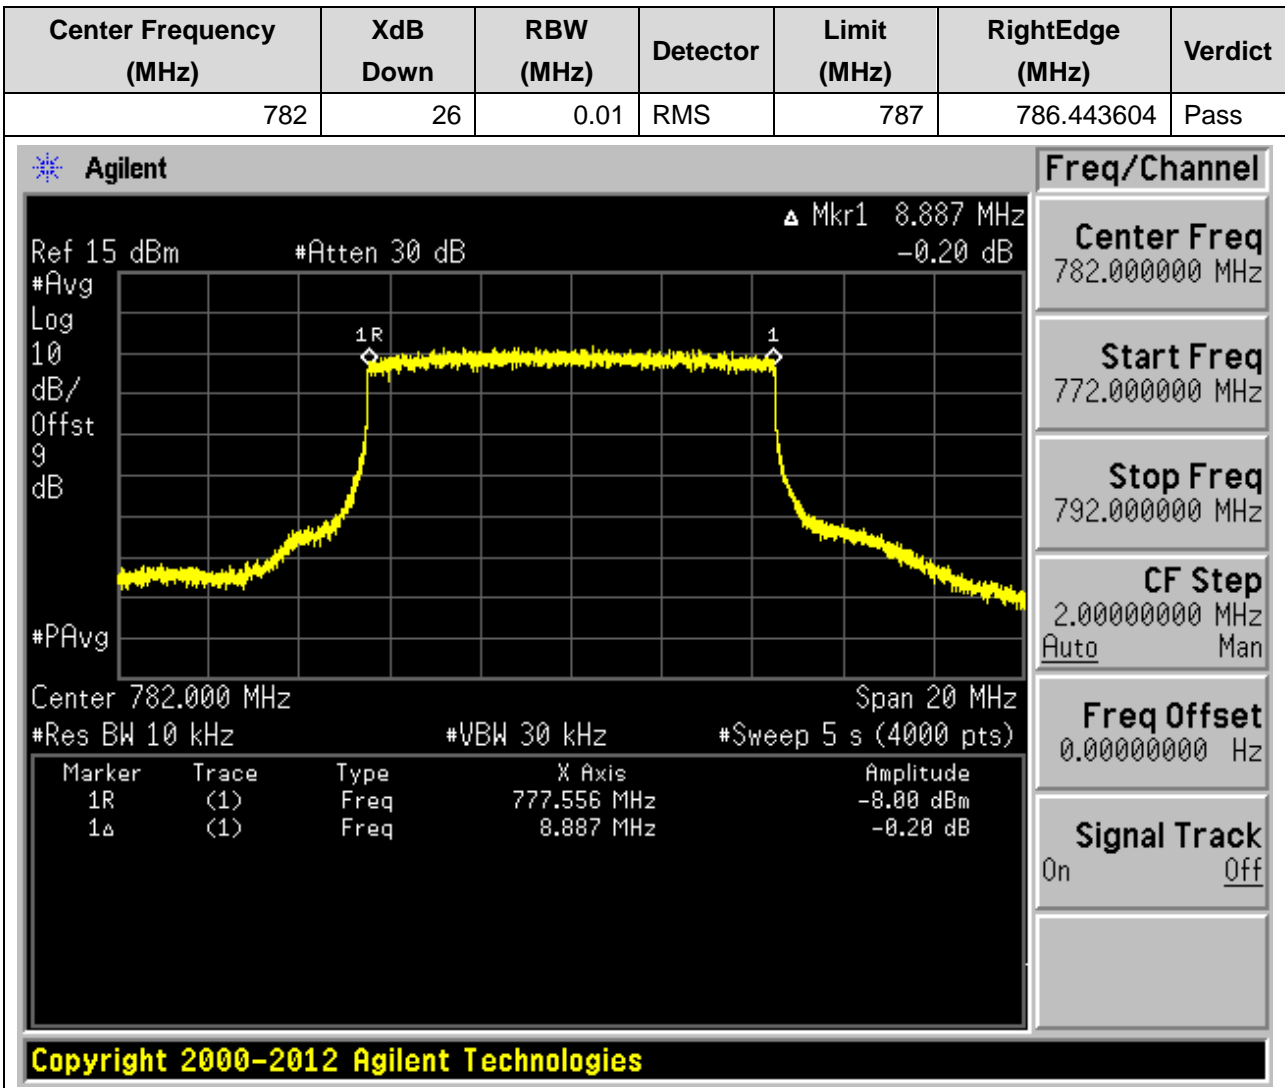 Center Frequency (MHz) XdB Down RBW (MHz) Detector Limit (MHz) RightEdge (MHz) Verdict
782 26 0.01 RMS 787 786.443604 Pass
Agilent
Freq/Channel
Δ Mkr1 8.887 MHz
Ref 15 dBm #Atten 30 dB -0.20 dB
#Avg
Log
10
dB/
Offst
9
dB
#PAvg
1R
1
Center 782.000 MHz Span 20 MHz
#Res BW 10 kHz #VBW 30 kHz #Sweep 5 s (4000 pts)
Marker Trace Type X Axis Amplitude
1R (1) Freq 777.556 MHz -8.00 dBm
1Δ (1) Freq 8.887 MHz -0.20 dB
Center Freq
782.000000 MHz
Start Freq
772.000000 MHz
Stop Freq
792.000000 MHz
CF Step
2.00000000 MHz
Auto Man
Freq Offset
0.00000000 Hz
Signal Track
On Off
Copyright 2000-2012 Agilent Technologies